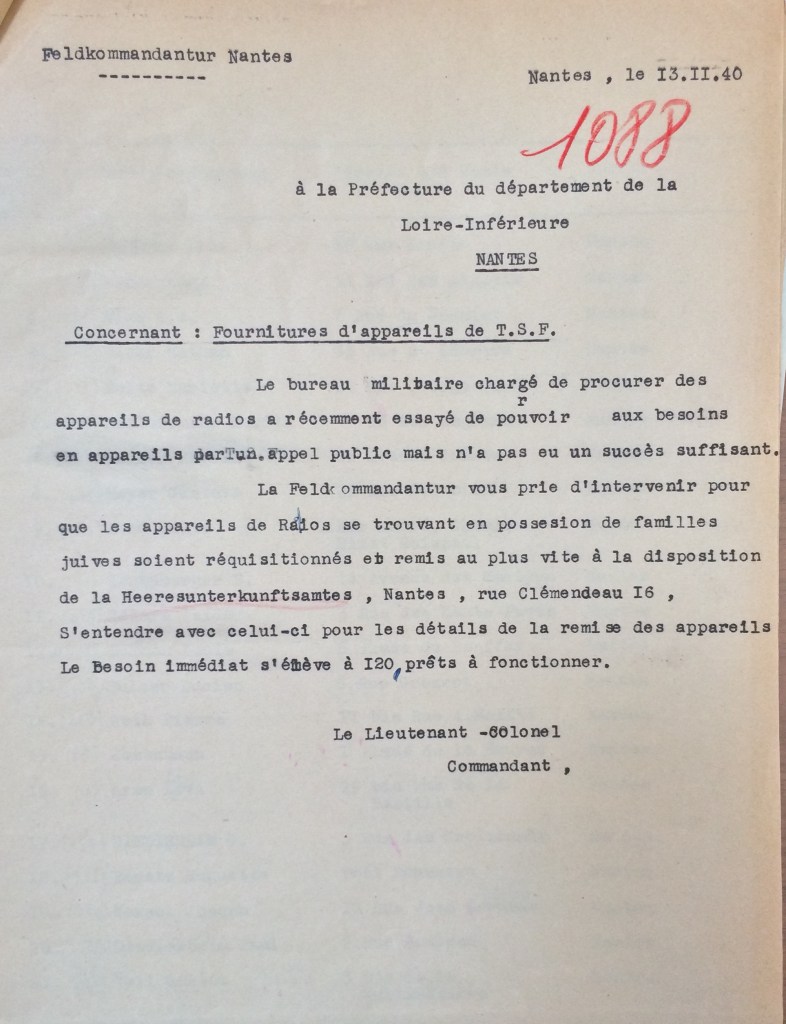 Feldkommandantur Nantes
-----------
Nantes , le I3.II.40
1088
à la Préfecture du département de la
Loire-Inférieure
NANTES
Concernant : Fournitures d'appareils de T.S.F.
Le bureau militaire chargé de procurer des
appareils de radios a récemment essayé de pourvoir aux besoins
en appareils par un appel public mais n'a pas eu un succès suffisant.
La Feldkommandantur vous prie d'intervenir pour
que les appareils de Radios se trouvant en possesion de familles
juives soient réquisitionnés et remis au plus vite à la disposition
de la Heeresunterkunftsamtes , Nantes , rue Clémendeau I6 ,
S'entendre avec celui-ci pour les détails de la remise des appareils
Le Besoin immédiat s'élève à I20, prêts à fonctionner.
Le Lieutenant -Colonel
Commandant ,